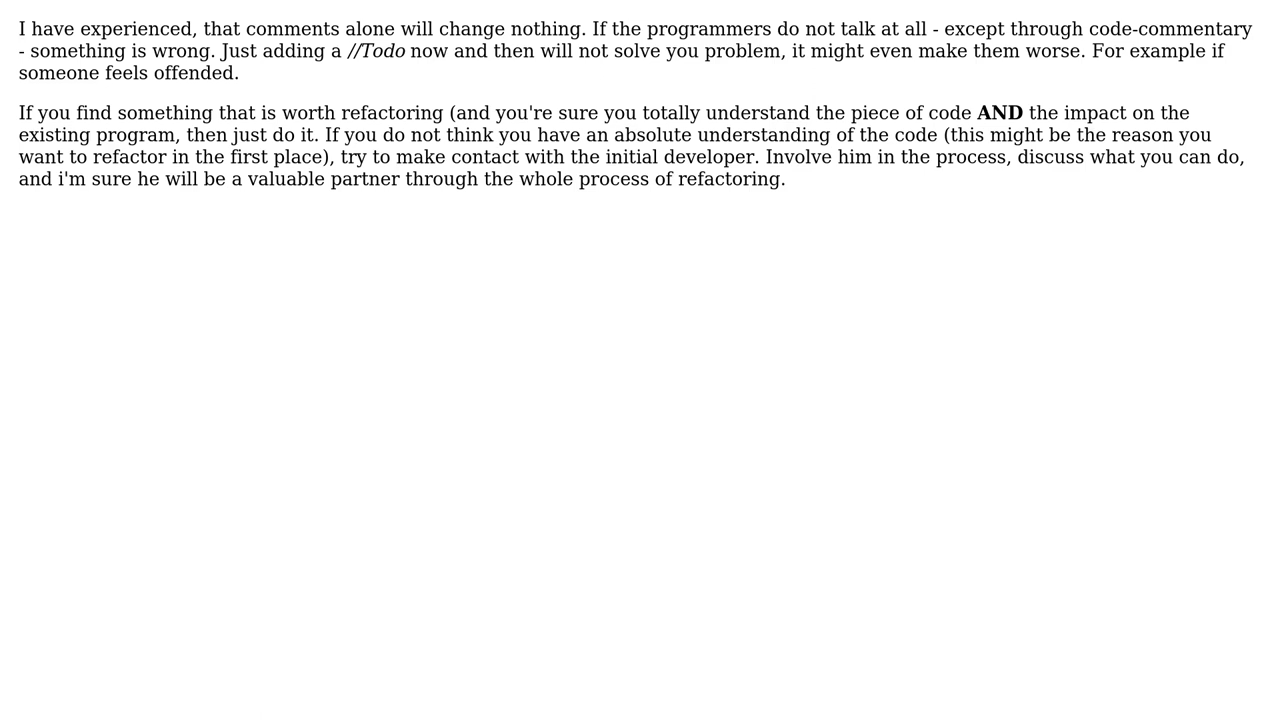 I have experienced, that comments alone will change nothing. If the programmers do not talk at all - except through code-commentary
- something is wrong. Just adding a //Todo now and then will not solve you problem, it might even make them worse. For example if
someone feels offended.
If you find something that is worth refactoring (and you're sure you totally understand the piece of code AND the impact on the
existing program, then just do it. If you do not think you have an absolute understanding of the code (this might be the reason you
want to refactor in the first place), try to make contact with the initial developer. Involve him in the process, discuss what you can do,
and i'm sure he will be a valuable partner through the whole process of refactoring.